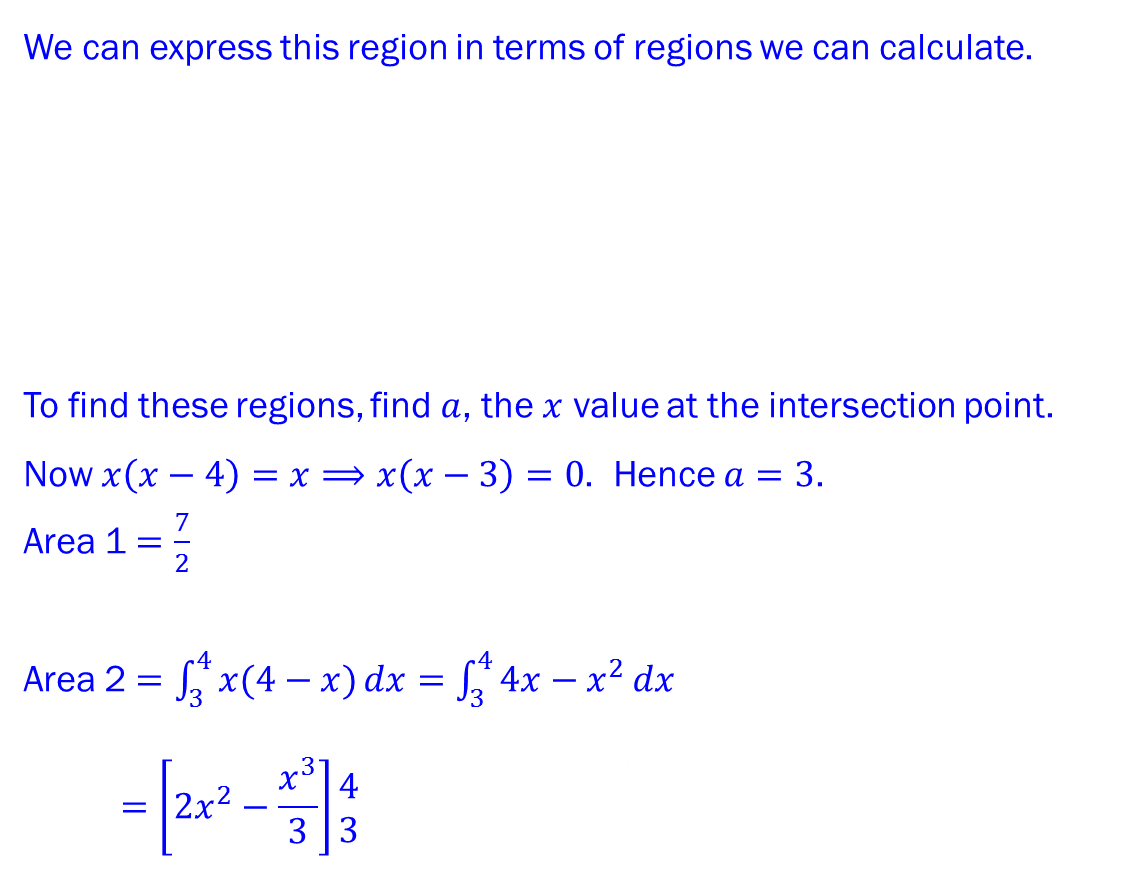 We can express this region in terms of regions we can calculate.
To find these regions, find a, the x value at the intersection point.
Now x(x − 4) = x ⟹ x(x − 3) = 0. Hence a = 3.
Area 1 = 7/2
Area 2 = ∫₃⁴ x(4 − x) dx = ∫₃⁴ 4x − x² dx
= [2x² − x³/3] 4 3